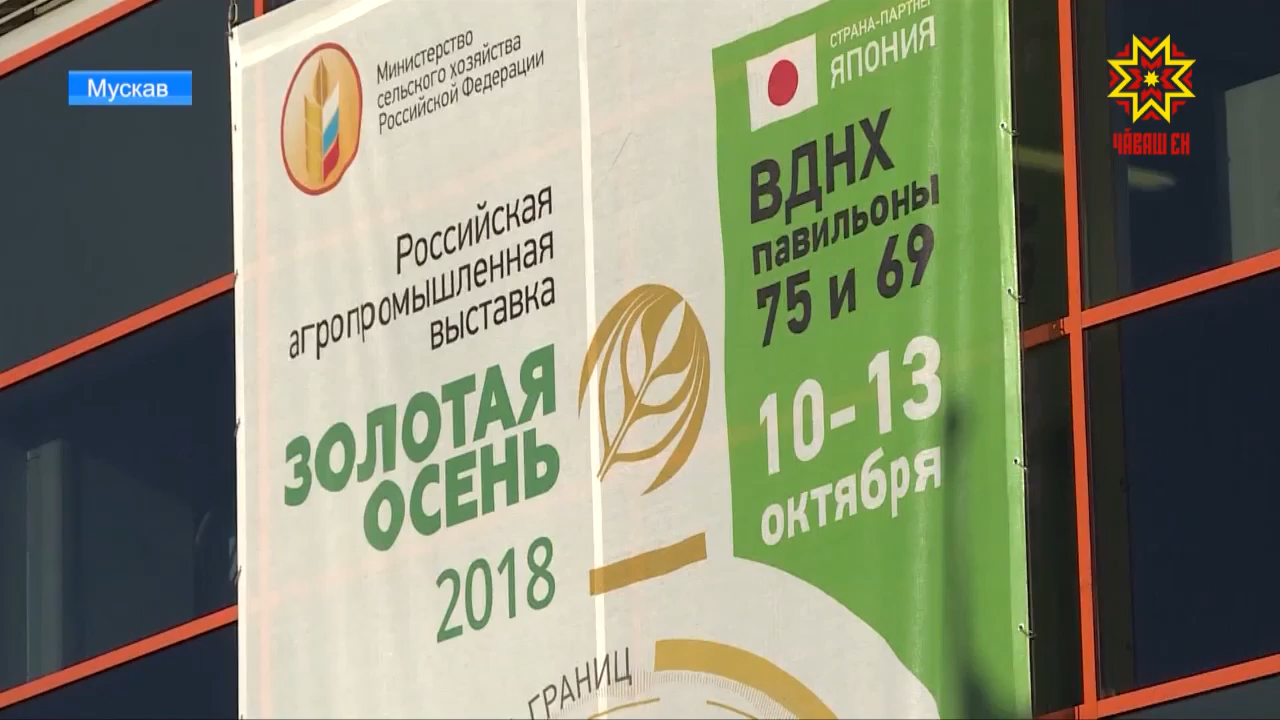 Мускав
Министерство
сельского хозяйства
Российской Федерации
Российская
агропромышленная
выставка
ЗОЛОТАЯ
ОСЕНЬ
2018
ГРАНИЦ
СТРАНА-ПАРТНЕР
ЯПОНИЯ
ВДНХ
павильоны
75 и 69
10-13
октября
ЧӐВАШ ЕН